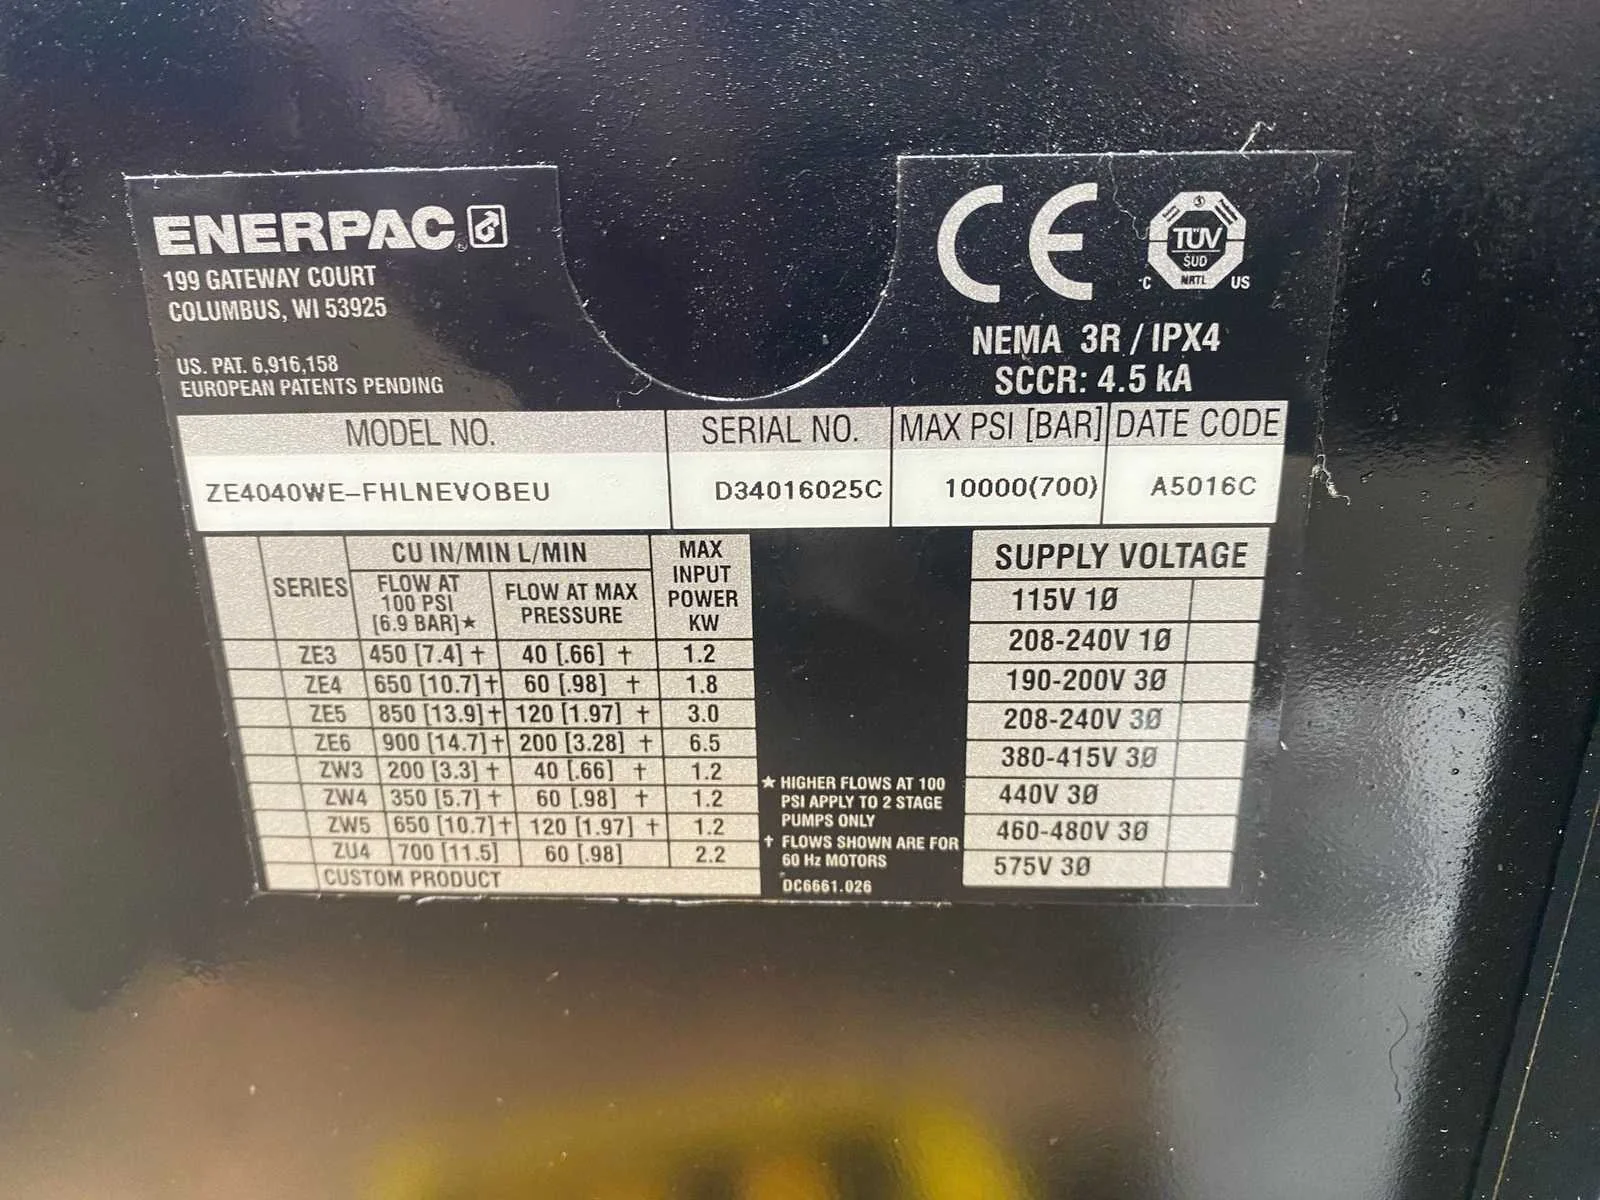 ENERPAC
199 GATEWAY COURT
COLUMBUS, WI 53925
US. PAT. 6,916,158
EUROPEAN PATENTS PENDING
CE
TÜV
SUD
NRTL
C US
NEMA 3R / IPX4
SCCR: 4.5 kA
MODEL NO. SERIAL NO. MAX PSI [BAR] DATE CODE
ZE4040WE-FHLNEVOBEU D34016025C 10000(700) A5016C
CU IN/MIN L/MIN
SERIES
FLOW AT
100 PSI
[6.9 BAR]★
FLOW AT MAX
PRESSURE
MAX
INPUT
POWER
KW
ZE3 450 [7.4] † 40 [.66] † 1.2
ZE4 650 [10.7] † 60 [.98] † 1.8
ZE5 850 [13.9] † 120 [1.97] † 3.0
ZE6 900 [14.7] † 200 [3.28] † 6.5
ZW3 200 [3.3] † 40 [.66] † 1.2
ZW4 350 [5.7] † 60 [.98] † 1.2
ZW5 650 [10.7] † 120 [1.97] † 1.2
ZU4 700 [11.5] 60 [.98] 2.2
CUSTOM PRODUCT
★ HIGHER FLOWS AT 100
PSI APPLY TO 2 STAGE
PUMPS ONLY
† FLOWS SHOWN ARE FOR
60 Hz MOTORS
DC6661.026
SUPPLY VOLTAGE
115V 1Ø
208-240V 1Ø
190-200V 3Ø
208-240V 3Ø
380-415V 3Ø
440V 3Ø
460-480V 3Ø
575V 3Ø